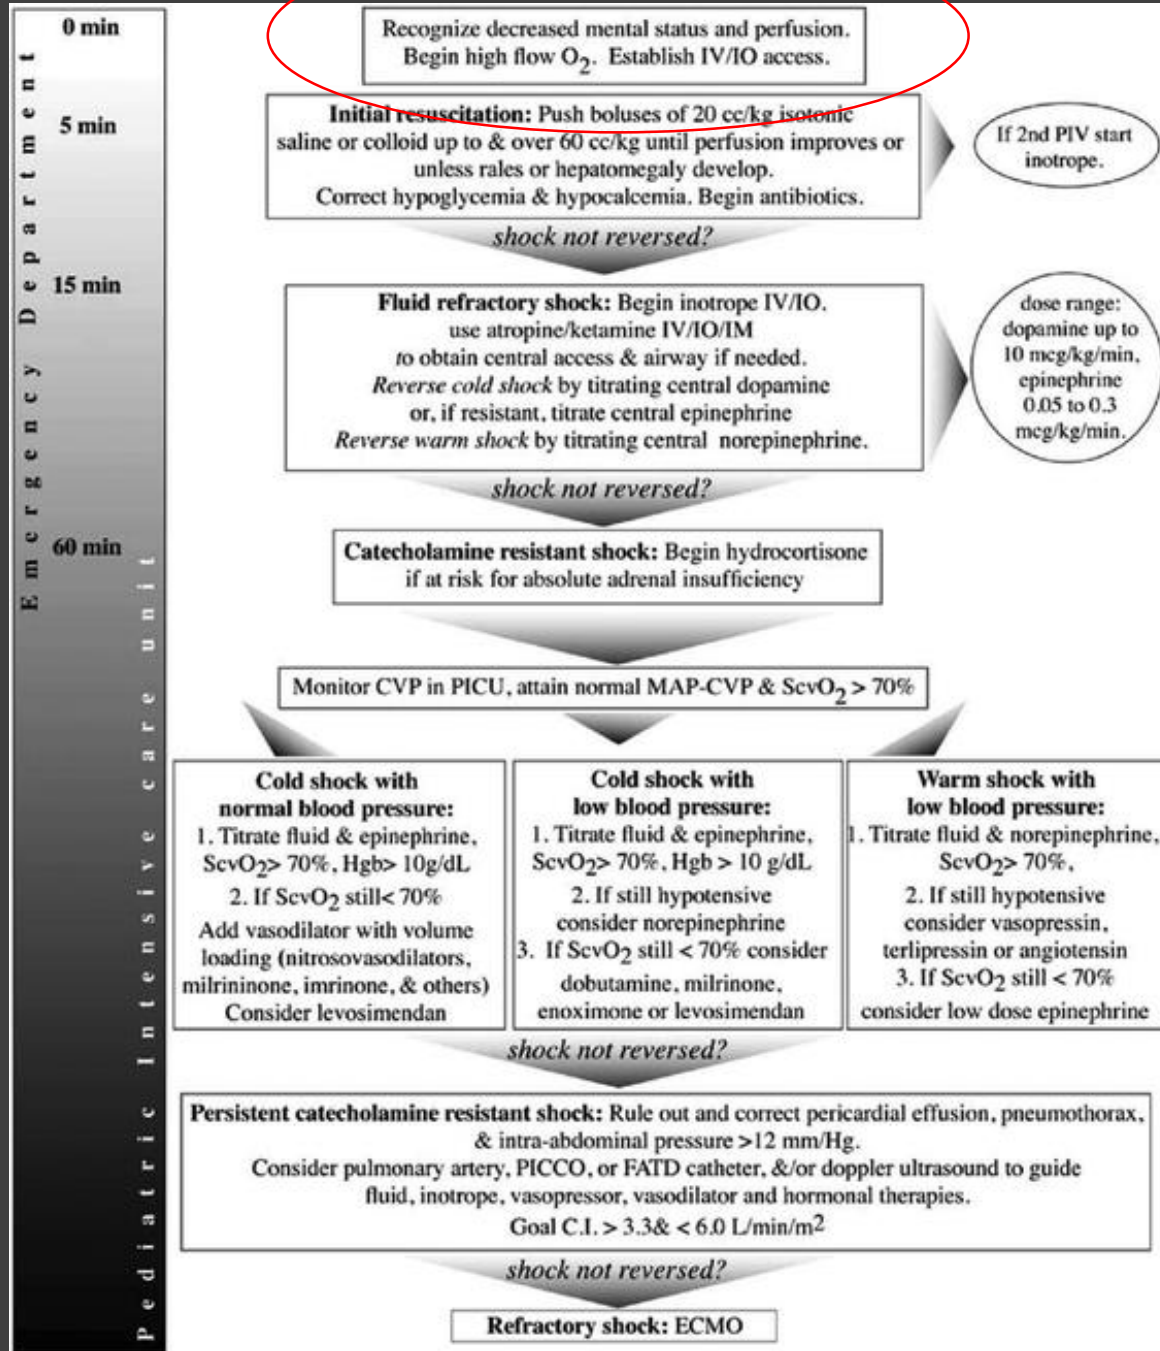 0 min
Recognize decreased mental status and perfusion.
Begin high flow O2. Establish IV/IO access.
5 min
Initial resuscitation: Push boluses of 20 cc/kg isotonic
saline or colloid up to & over 60 cc/kg until perfusion improves or
unless rales or hepatomegaly develop.
Correct hypoglycemia & hypocalcemia. Begin antibiotics.
If 2nd PIV start
inotrope.
shock not reversed?
15 min
Fluid refractory shock: Begin inotrope IV/IO.
use atropine/ketamine IV/IO/IM
to obtain central access & airway if needed.
Reverse cold shock by titrating central dopamine
or, if resistant, titrate central epinephrine
Reverse warm shock by titrating central norepinephrine.
dose range:
dopamine up to
10 mcg/kg/min,
epinephrine
0.05 to 0.3
mcg/kg/min.
shock not reversed?
60 min
Catecholamine resistant shock: Begin hydrocortisone
if at risk for absolute adrenal insufficiency
Monitor CVP in PICU, attain normal MAP-CVP & ScvO2 > 70%
Cold shock with
normal blood pressure:
1. Titrate fluid & epinephrine,
ScvO2> 70%, Hgb> 10g/dL
2. If ScvO2 still< 70%
Add vasodilator with volume
loading (nitrosovasodilators,
milrininone, imrinone, & others)
Consider levosimendan
Cold shock with
low blood pressure:
1. Titrate fluid & epinephrine,
ScvO2> 70%, Hgb > 10 g/dL
2. If still hypotensive
consider norepinephrine
3. If ScvO2 still < 70% consider
dobutamine, milrinone,
enoximone or levosimendan
Warm shock with
low blood pressure:
1. Titrate fluid & norepinephrine,
ScvO2> 70%,
2. If still hypotensive
consider vasopressin,
terlipressin or angiotensin
3. If ScvO2 still < 70%
consider low dose epinephrine
shock not reversed?
Persistent catecholamine resistant shock: Rule out and correct pericardial effusion, pneumothorax,
& intra-abdominal pressure >12 mm/Hg.
Consider pulmonary artery, PICCO, or FATD catheter, &/or doppler ultrasound to guide
fluid, inotrope, vasopressor, vasodilator and hormonal therapies.
Goal C.I. > 3.3& < 6.0 L/min/m2
shock not reversed?
Refractory shock: ECMO
Emergency Department
Pediatric Intensive care unit